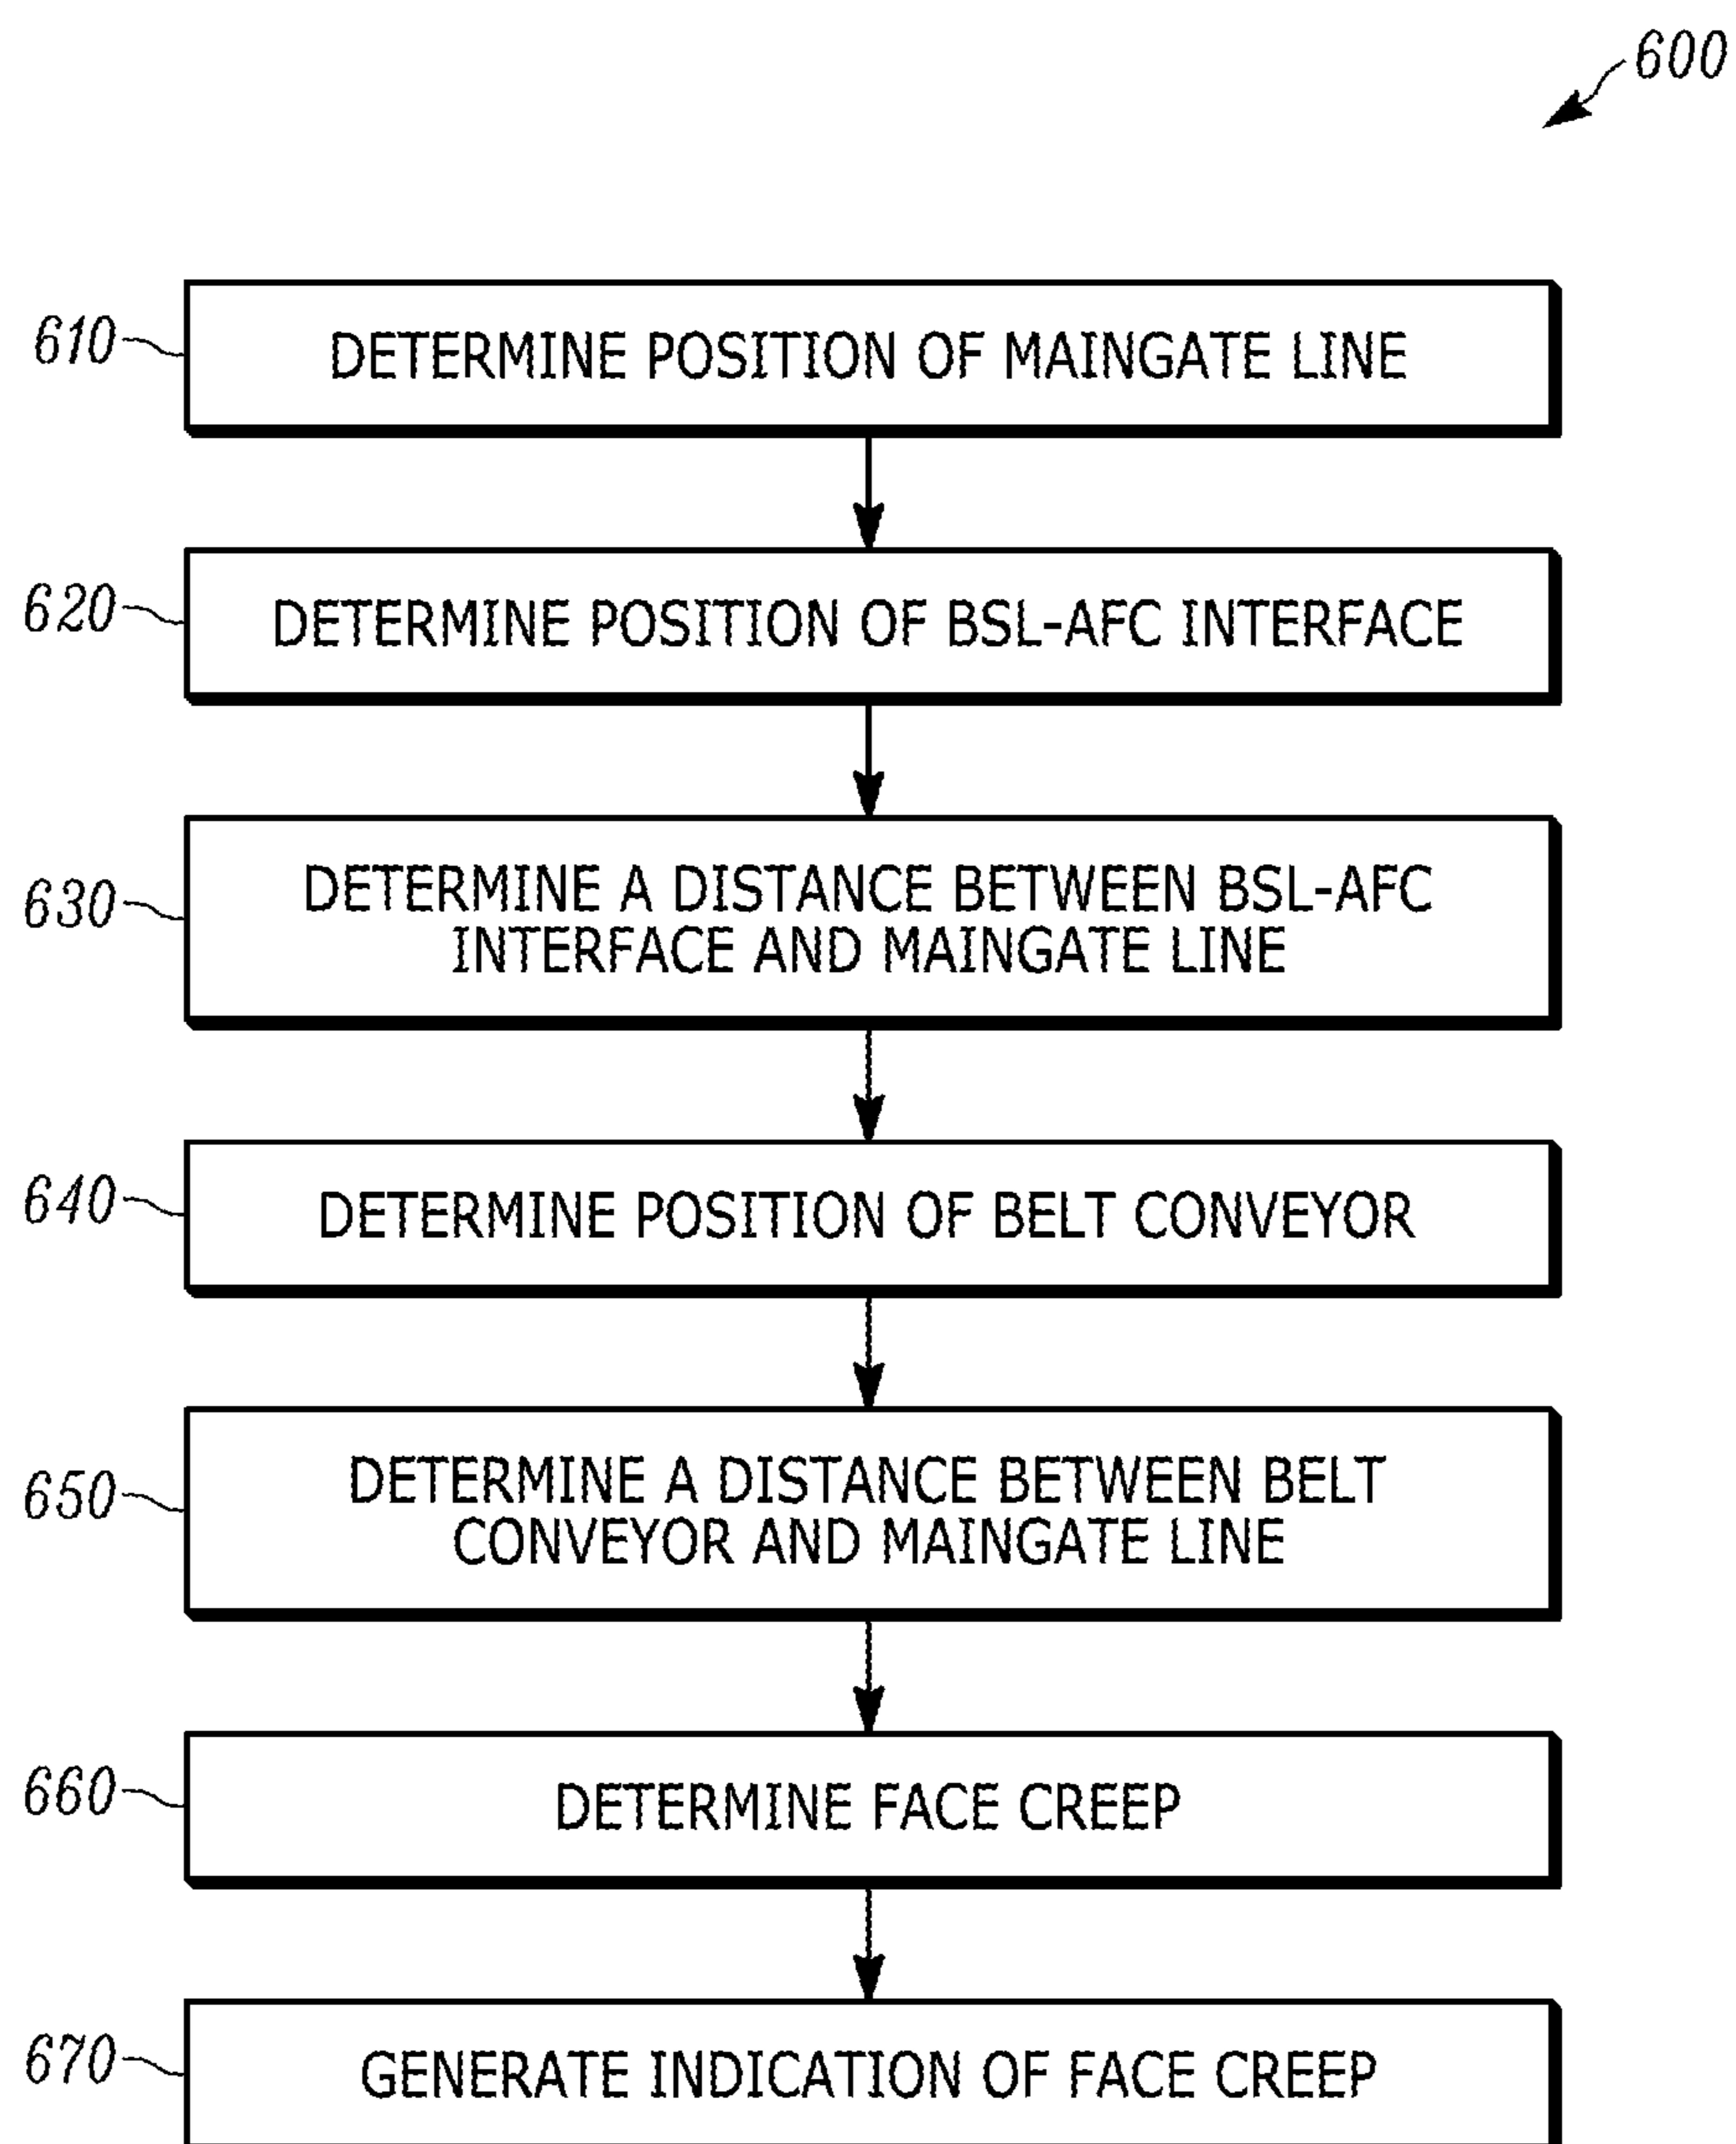 600
610
DETERMINE POSITION OF MAINGATE LINE
620
DETERMINE POSITION OF BSL-AFC INTERFACE
630
DETERMINE A DISTANCE BETWEEN BSL-AFC
INTERFACE AND MAINGATE LINE
640
DETERMINE POSITION OF BELT CONVEYOR
650
DETERMINE A DISTANCE BETWEEN BELT
CONVEYOR AND MAINGATE LINE
660
DETERMINE FACE CREEP
670
GENERATE INDICATION OF FACE CREEP